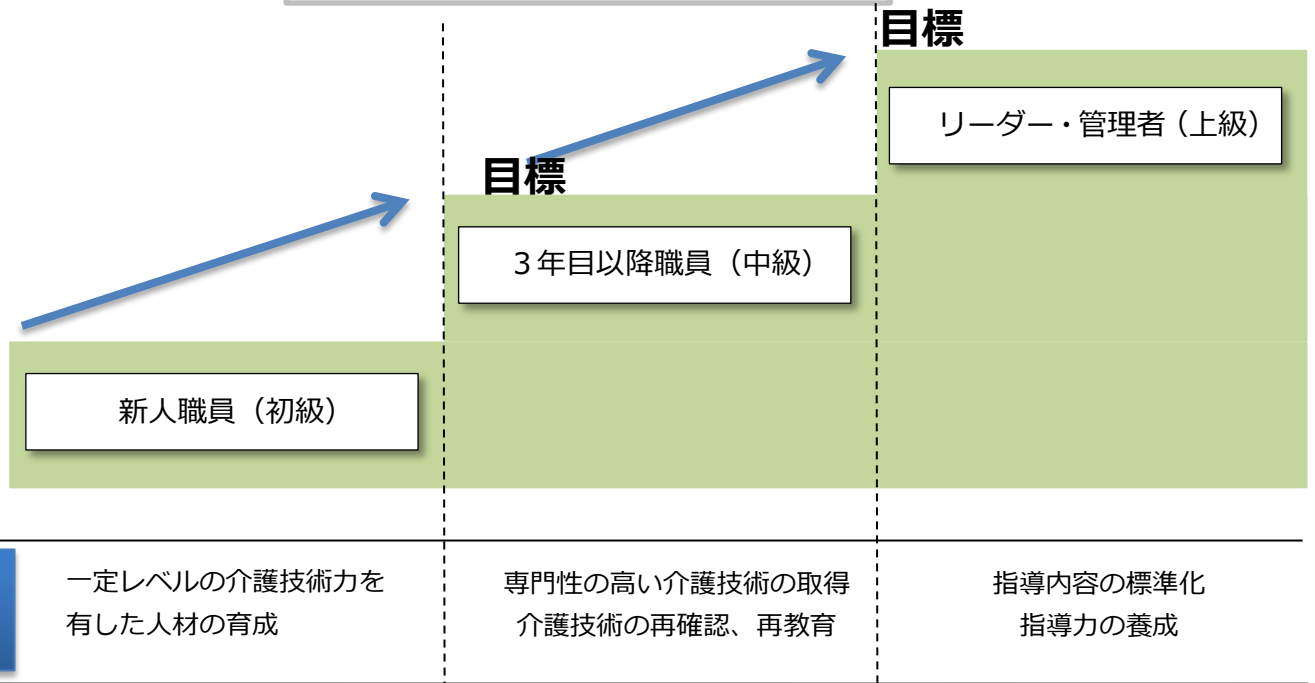 目標
リーダー・管理者（上級）
目標
３年目以降職員（中級）
新人職員（初級）
一定レベルの介護技術力を
有した人材の育成
専門性の高い介護技術の取得
介護技術の再確認、再教育
指導内容の標準化
指導力の養成